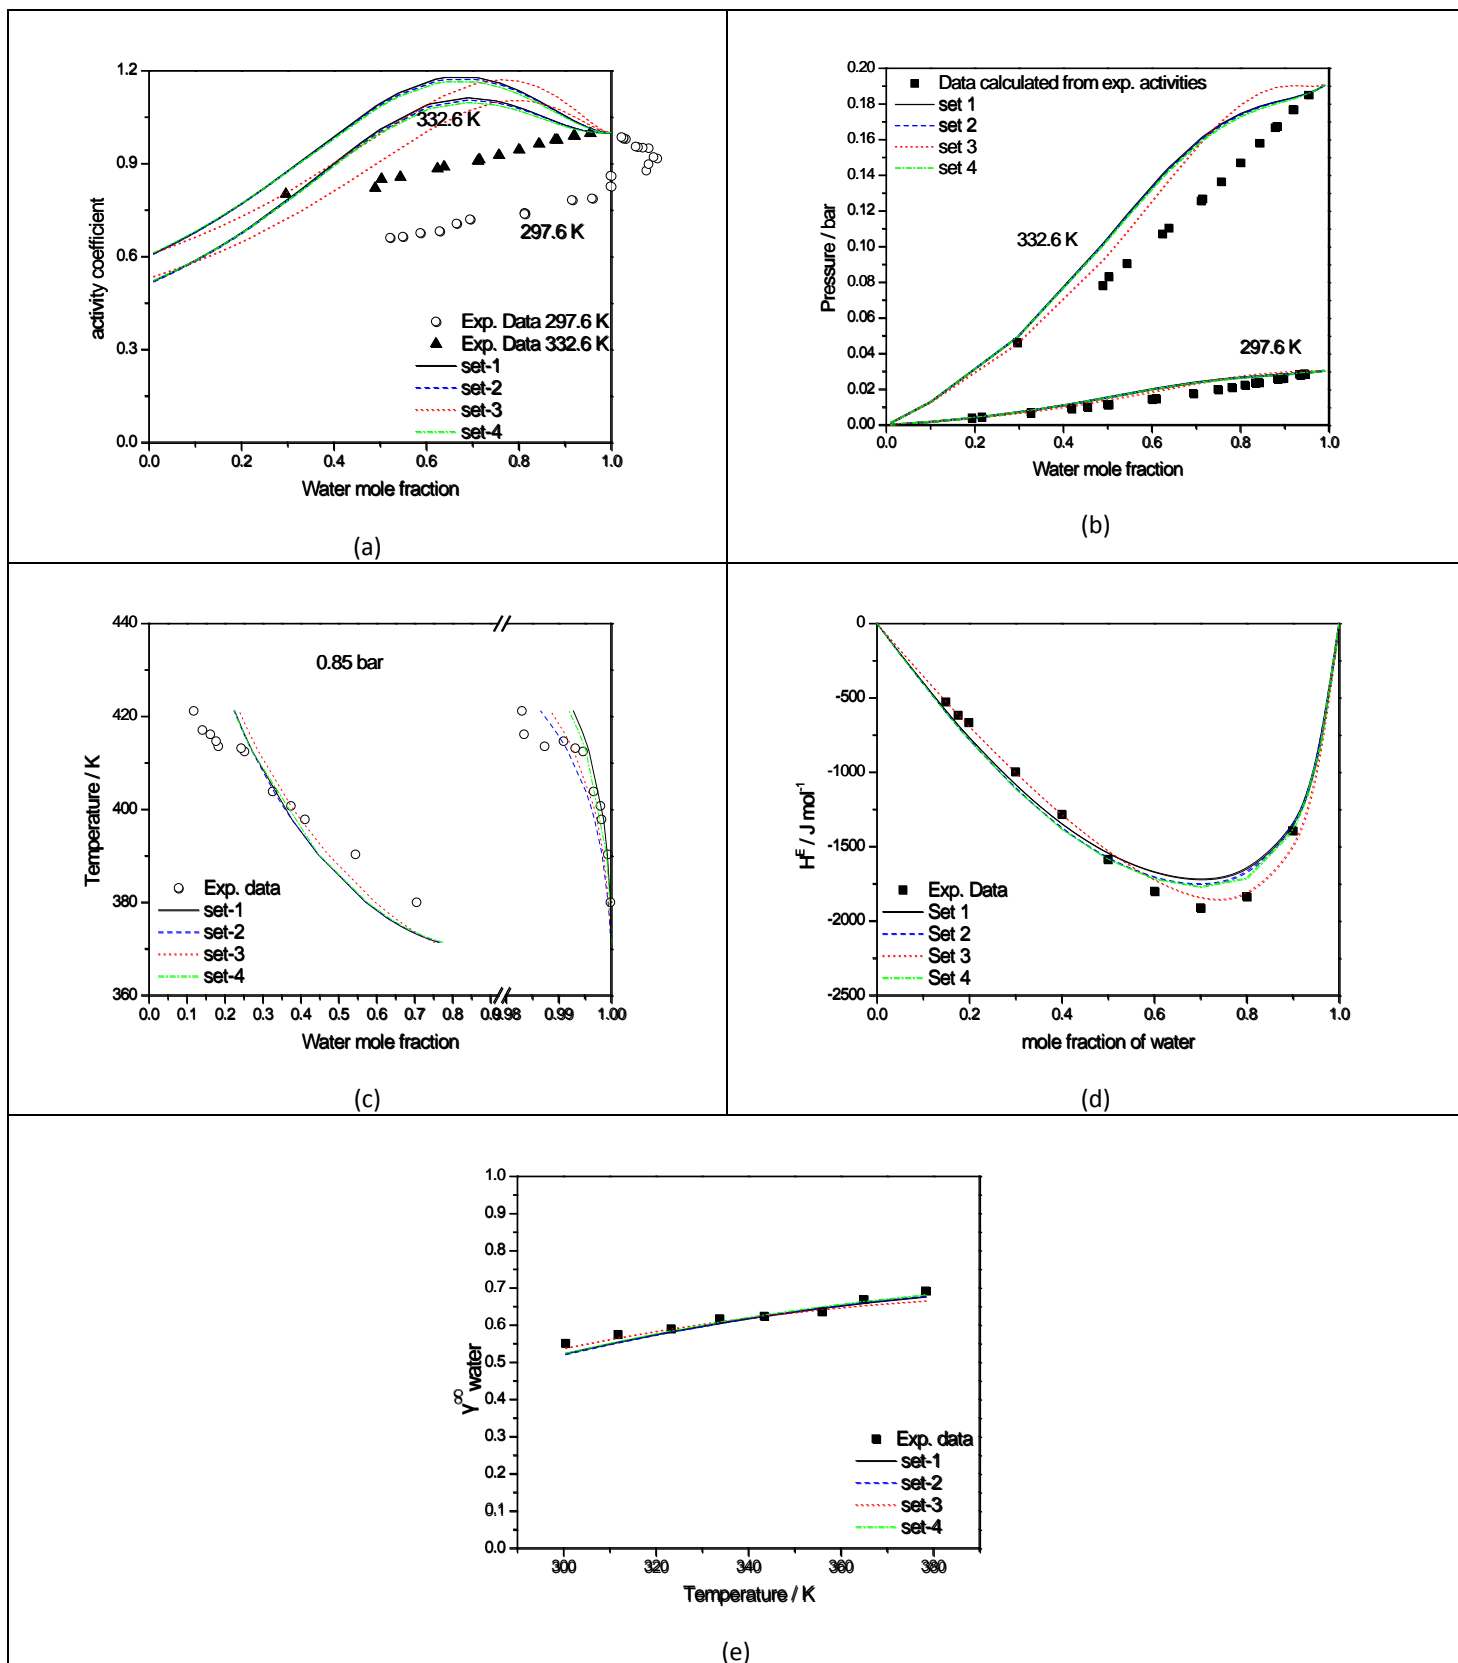 1.2
0.9
0.6
0.3
0.0
activity coefficient
332.6 K
297.6 K
Exp. Data 297.6 K
Exp. Data 332.6 K
set-1
set-2
set-3
set-4
0.0 0.2 0.4 0.6 0.8 1.0
Water mole fraction
(a)
0.20
0.18
0.16
0.14
0.12
0.10
0.08
0.06
0.04
0.02
0.00
Pressure / bar
Data calculated from exp. activities
set 1
set 2
set 3
set 4
332.6 K
297.6 K
0.0 0.2 0.4 0.6 0.8 1.0
Water mole fraction
(b)
440
420
400
380
360
Temperature / K
0.85 bar
Exp. data
set-1
set-2
set-3
set-4
0.0 0.1 0.2 0.3 0.4 0.5 0.6 0.7 0.8 0.9 0.98 0.99 1.00
Water mole fraction
(c)
0
-500
-1000
-1500
-2000
-2500
H^E / J mol^-1
Exp. Data
Set 1
Set 2
Set 3
Set 4
0.0 0.2 0.4 0.6 0.8 1.0
mole fraction of water
(d)
1.0
0.9
0.8
0.7
0.6
0.5
0.4
0.3
0.2
0.1
0.0
γ^∞ water
Exp. data
set-1
set-2
set-3
set-4
300 320 340 360 380
Temperature / K
(e)